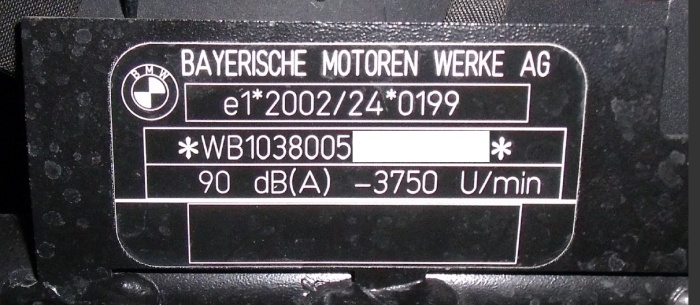 BMW
BAYERISCHE MOTOREN WERKE AG
e1*2002/24*0199
*WB1038005 *
90 dB(A) -3750 U/min